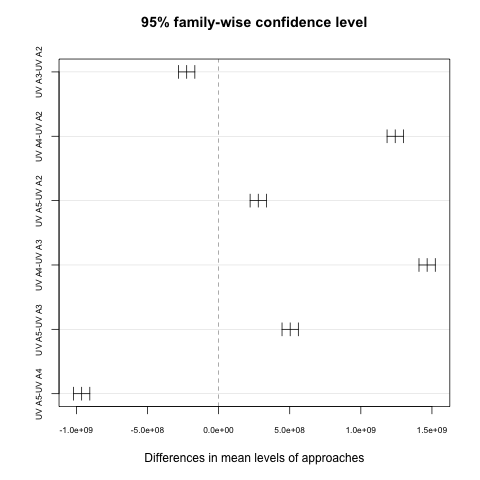 95% family-wise confidence level
UV A3-UV A2
UV A4-UV A2
UV A5-UV A2
UV A4-UV A3
UV A5-UV A3
UV A5-UV A4
-1.0e+09 -5.0e+08 0.0e+00 5.0e+08 1.0e+09 1.5e+09
Differences in mean levels of approaches